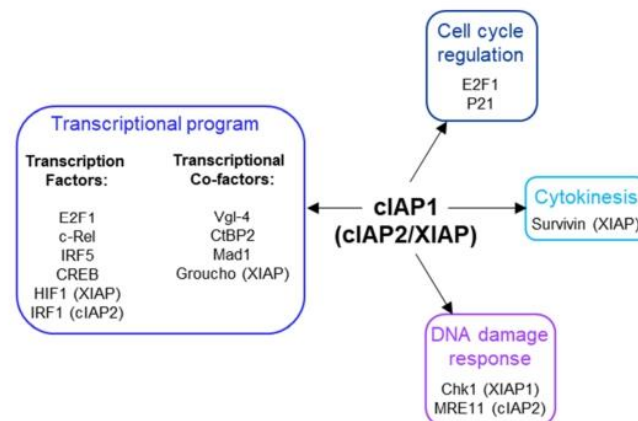 Cell cycle
regulation
E2F1
P21
Transcriptional program
Transcription
Factors:
E2F1
c-Rel
IRF5
CREB
HIF1 (XIAP)
IRF1 (cIAP2)
Transcriptional
Co-factors:
Vgl-4
CtBP2
Mad1
Groucho (XIAP)
cIAP1
(cIAP2/XIAP)
Cytokinesis
Survivin (XIAP)
DNA damage
response
Chk1 (XIAP1)
MRE11 (cIAP2)